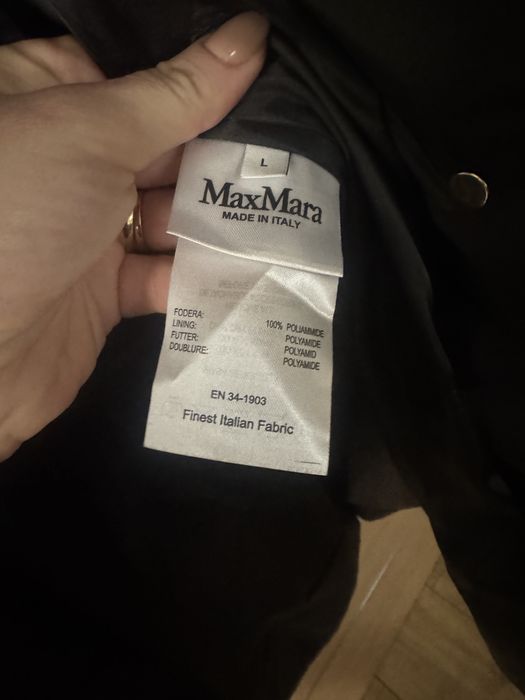 L
MaxMara
MADE IN ITALY
FODERA: 100% POLIAMMIDE
LINING: POLYAMIDE
FUTTER: POLYAMID
DOUBLURE: POLYAMIDE
EN 34-1903
Finest Italian Fabric